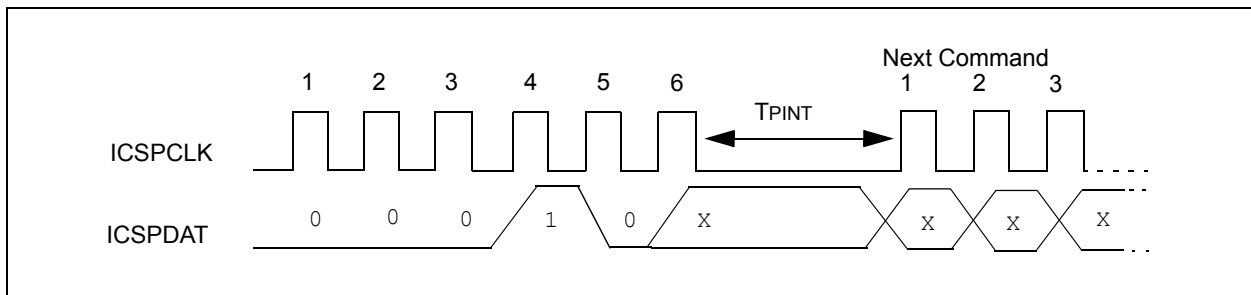 Next Command
1 2 3 4 5 6 1 2 3
TPINT
ICSPCLK
0 0 0 1 0 X X X X
ICSPDAT